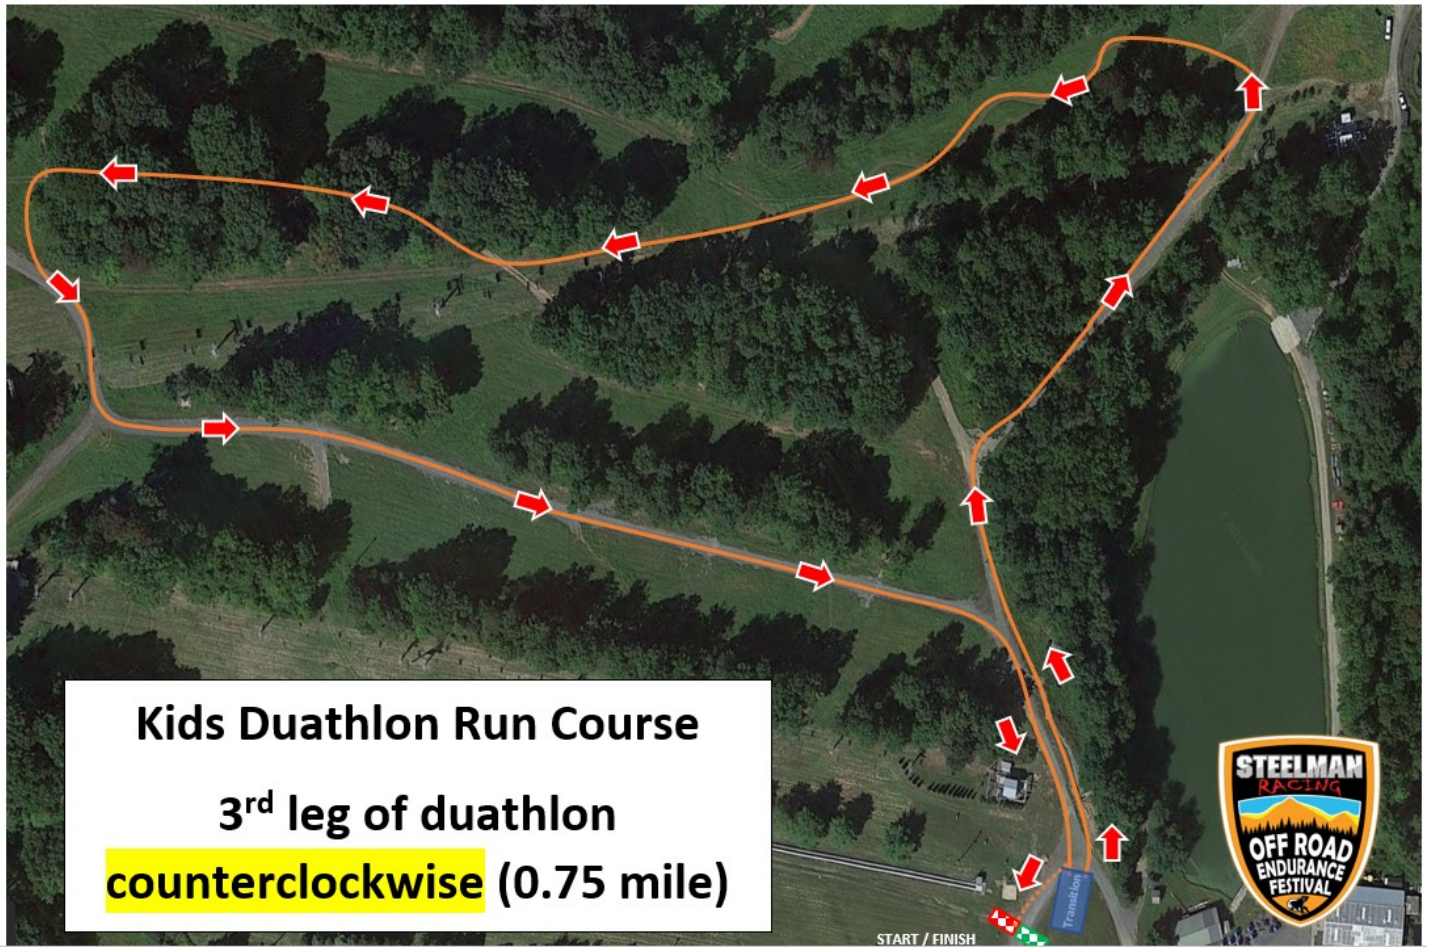 Kids Duathlon Run Course
3rd leg of duathlon
counterclockwise (0.75 mile)
STEELMAN
RACING
OFF ROAD
ENDURANCE
FESTIVAL
Transition
START / FINISH